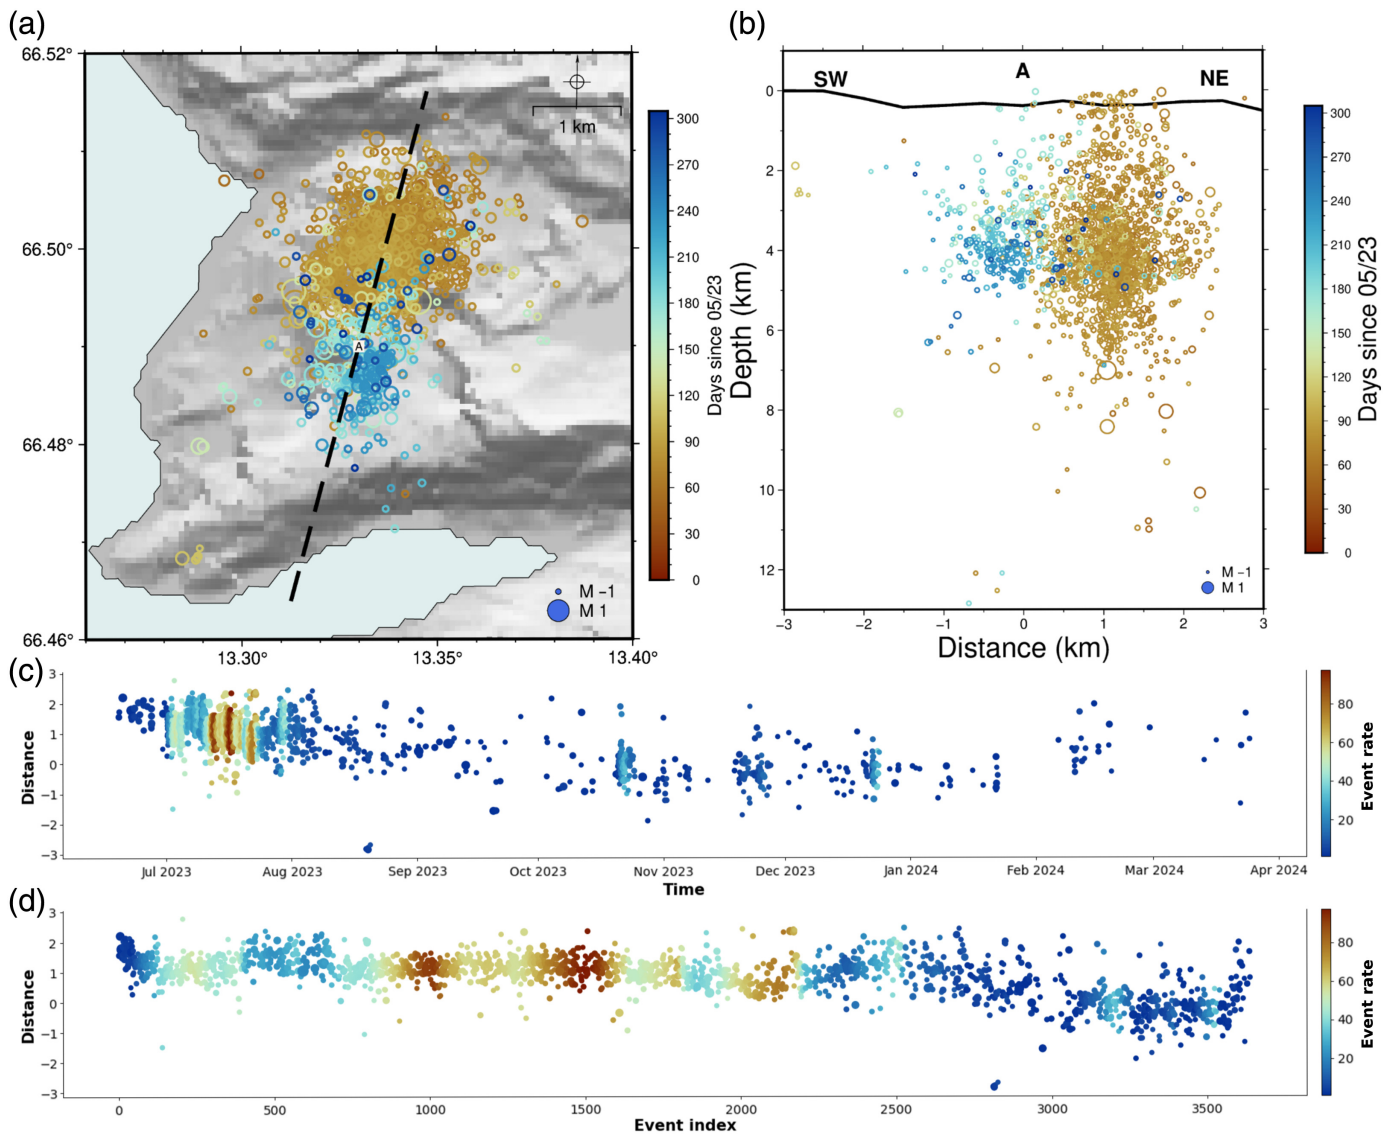 (a)
66.52°
66.50°
66.48°
66.46°
13.30°
13.35°
13.40°
1 km
A
M −1
M 1
300
270
240
210
180
150
120
90
60
30
0
Days since 05/23
(b)
SW
A
NE
0
2
4
6
8
10
12
Depth (km)
−3
−2
−1
0
1
2
3
Distance (km)
M −1
M 1
300
270
240
210
180
150
120
90
60
30
0
Days since 05/23
(c)
3
2
1
0
−1
−2
−3
Distance
Jul 2023
Aug 2023
Sep 2023
Oct 2023
Nov 2023
Dec 2023
Jan 2024
Feb 2024
Mar 2024
Apr 2024
Time
80
60
40
20
Event rate
(d)
3
2
1
0
−1
−2
−3
Distance
0
500
1000
1500
2000
2500
3000
3500
Event index
80
60
40
20
Event rate